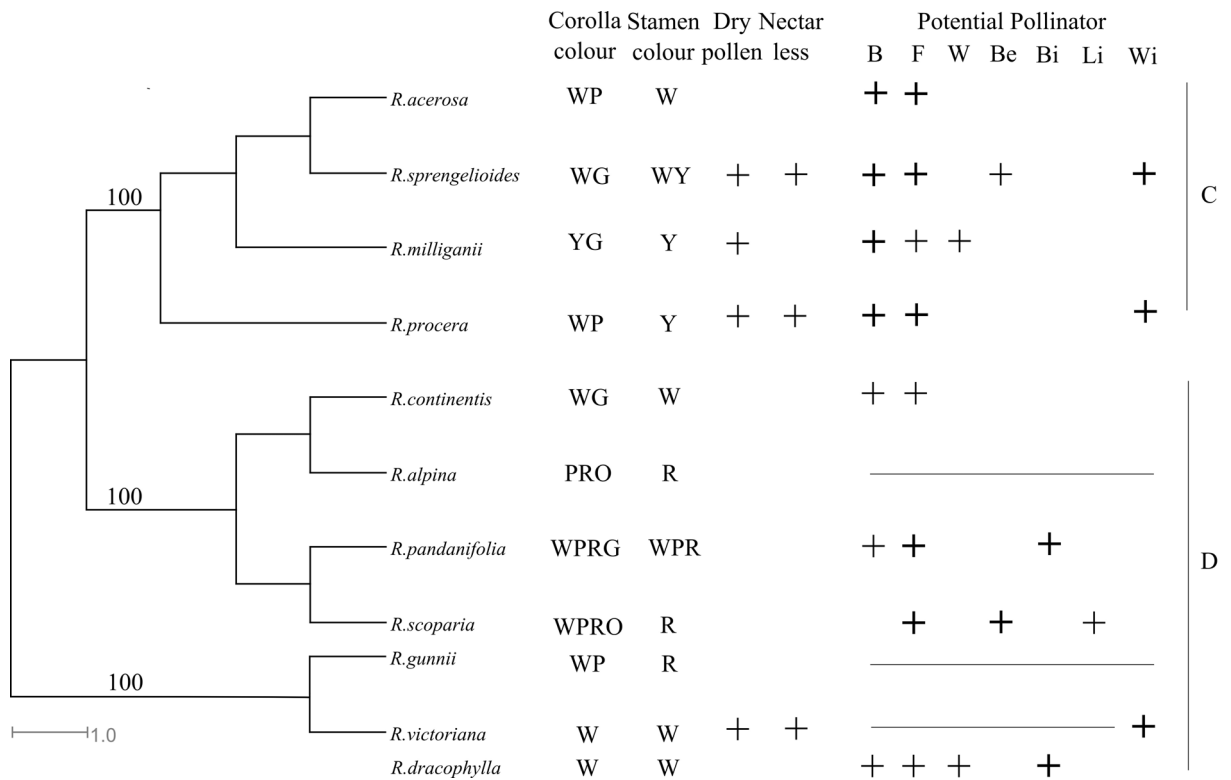 Corolla Stamen Dry Nectar Potential Pollinator
colour colour pollen less B F W Be Bi Li Wi
R.acerosa WP W + +
R.sprengelioides WG WY + + + + + +
100 C
R.milliganii YG Y + + + +
R.procera WP Y + + + + +
R.continentis WG W + +
R.alpina PRO R
100
R.pandanifolia WPRG WPR + + +
D
R.scoparia WPRO R + + +
R.gunnii WP R
100
R.victoriana W W + + +
1.0
R.dracophylla W W + + + +